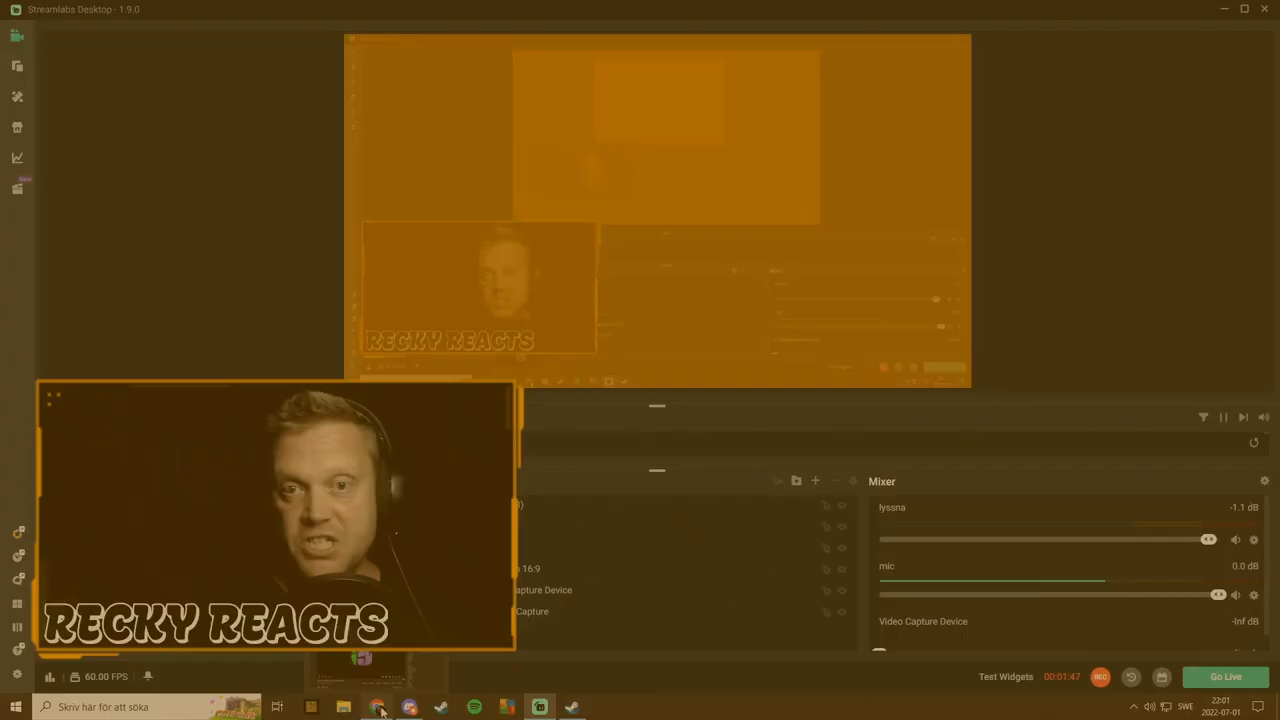 Streamlabs Desktop - 1.9.0
New
RECKY REACTS
RECKY REACTS
Mixer
lyssna
-1.1 dB
16:9
mic
0.0 dB
apture Device
Capture
Video Capture Device
-Inf dB
60.00 FPS
Test Widgets
00:01:47
REC
Go Live
Skriv här för att söka
SWE
22:01
2022-07-01